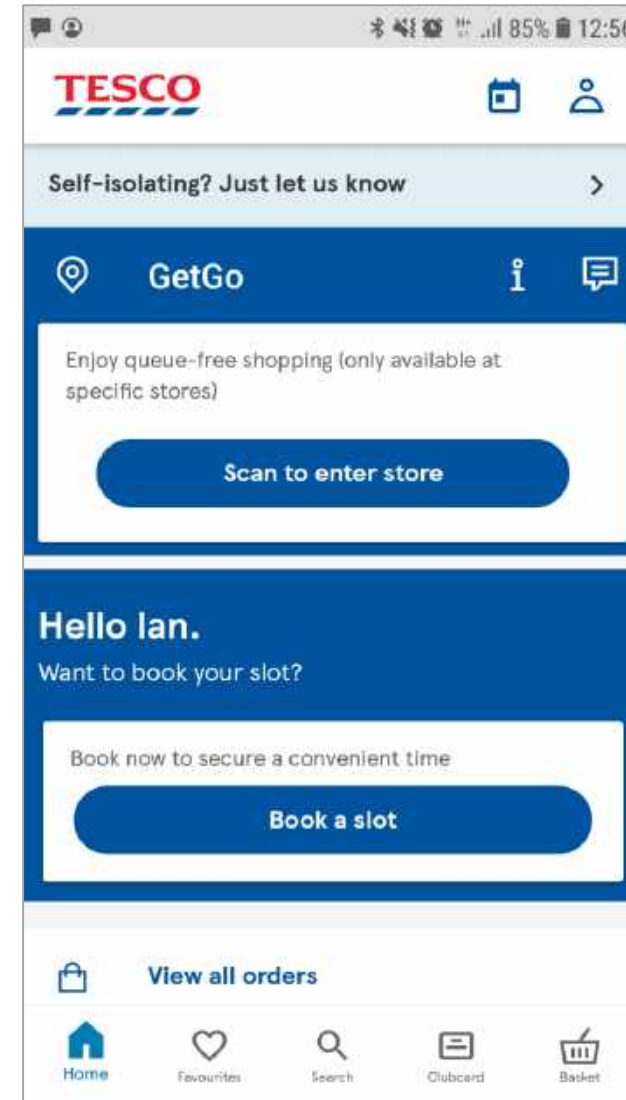 85% 12:56
TESCO
Self-isolating? Just let us know
GetGo
Enjoy queue-free shopping (only available at
specific stores)
Scan to enter store
Hello Ian.
Want to book your slot?
Book now to secure a convenient time
Book a slot
View all orders
Home Favourites Search Clubcard Basket